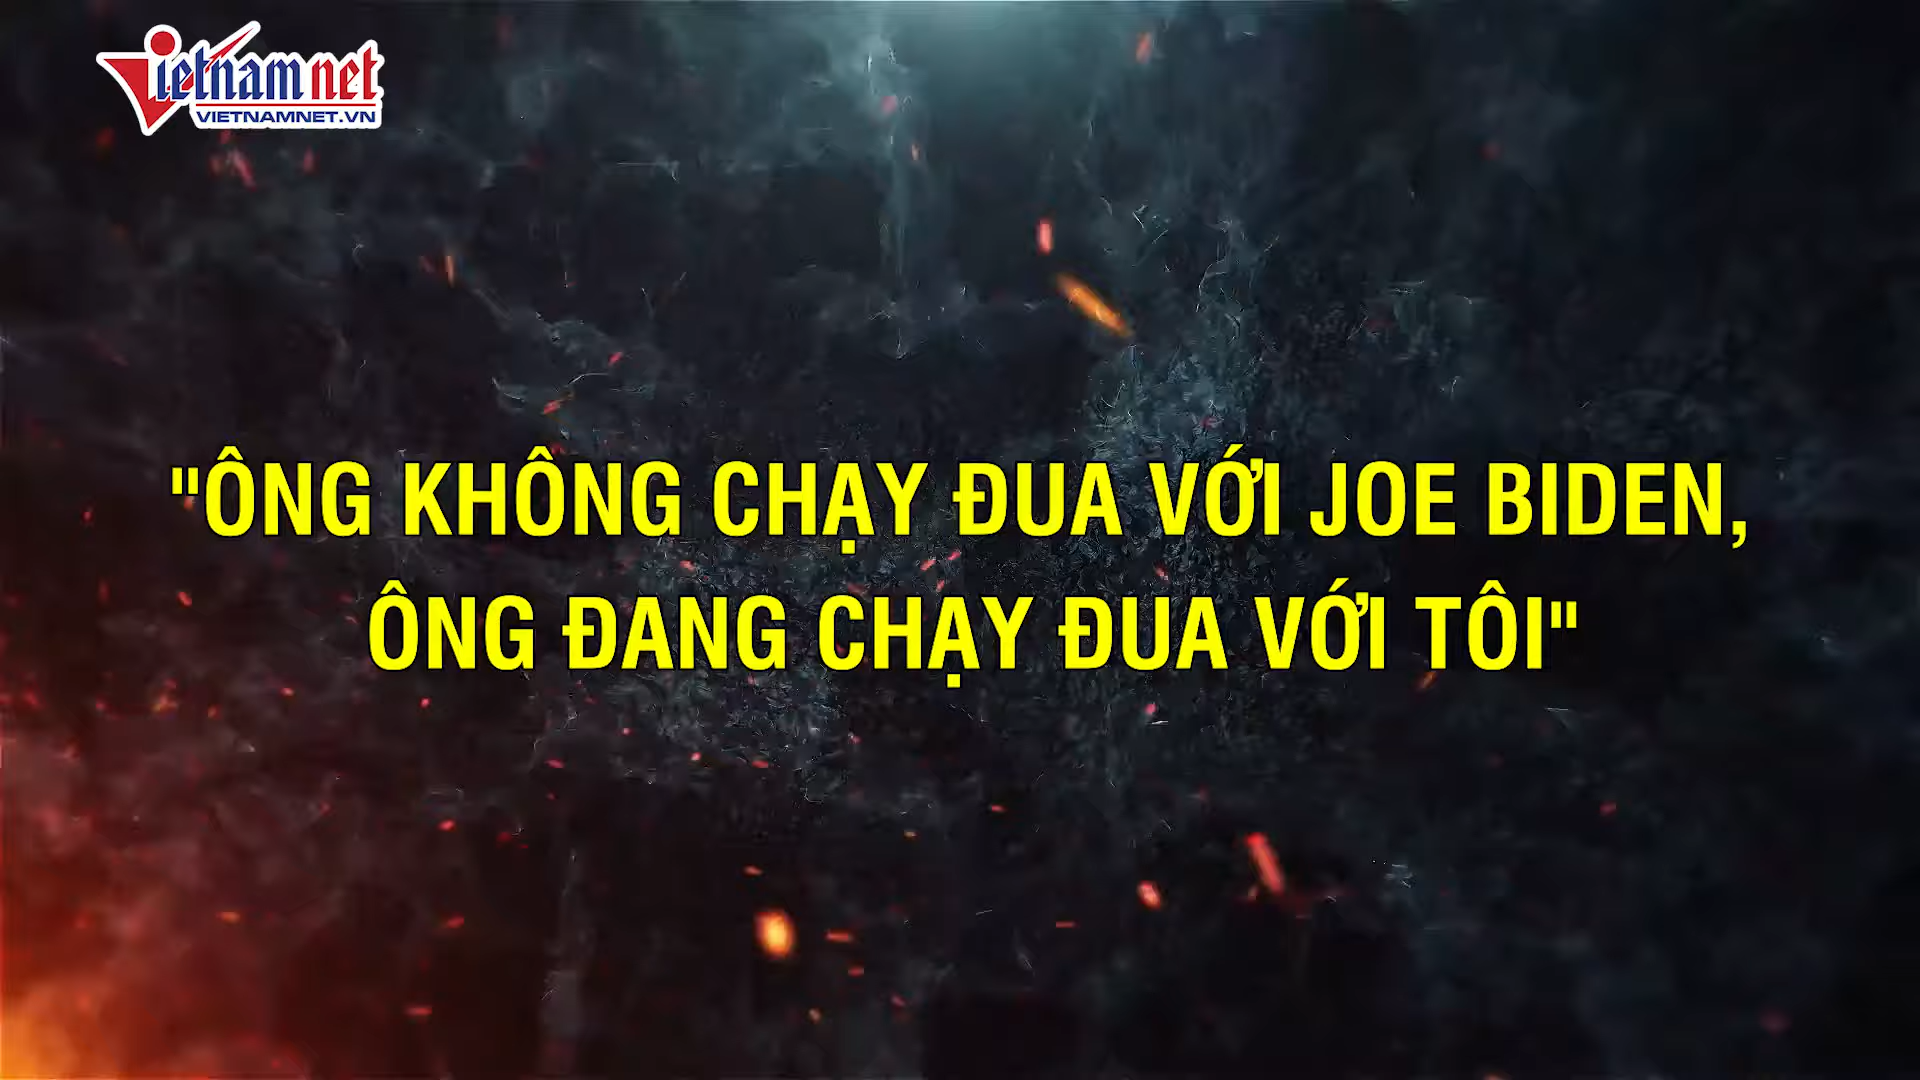 vietnamnet
VIETNAMNET.VN
"ÔNG KHÔNG CHẠY ĐUA VỚI JOE BIDEN,
ÔNG ĐANG CHẠY ĐUA VỚI TÔI"